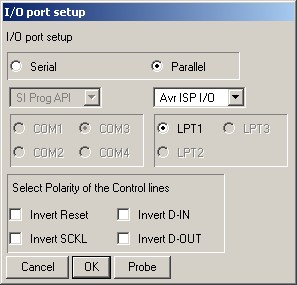 I/O port setup
I/O port setup
Serial Parallel
SI Prog API Avr ISP I/O
COM1 COM3 LPT1 LPT3
COM2 COM4 LPT2
Select Polarity of the Control lines
Invert Reset Invert D-IN
Invert SCKL Invert D-OUT
Cancel OK Probe